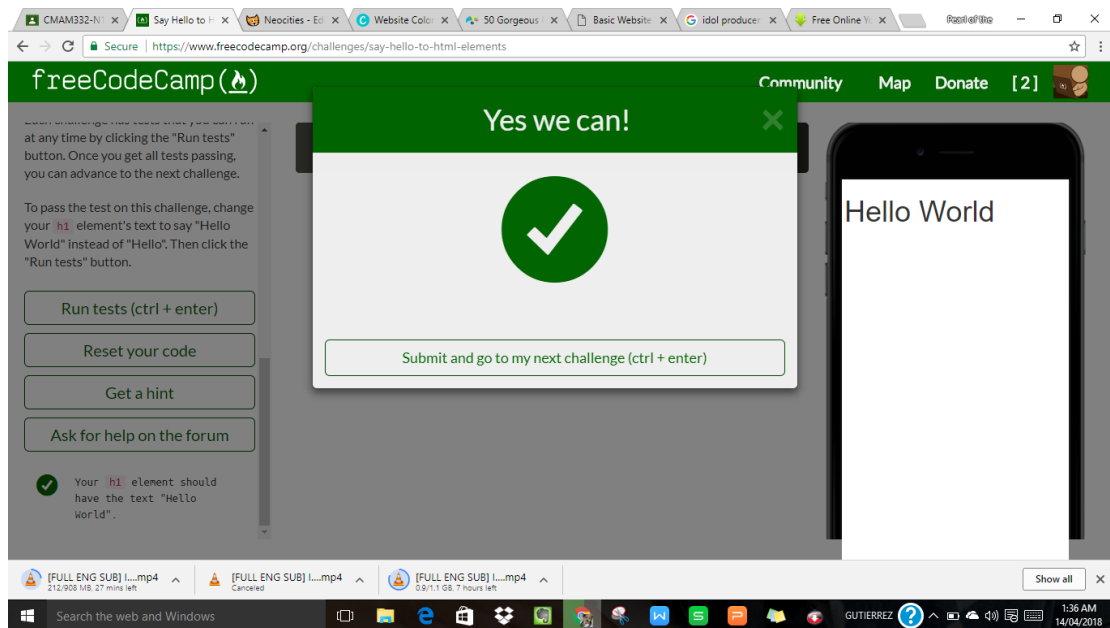 CMAM332-N
Say Hello to H
Neocities - Ed
Website Color
50 Gorgeous
Basic Website
idol producer
Free Online
Secure | https://www.freecodecamp.org/challenges/say-hello-to-html-elements
freeCodeCamp(🔥)
Community Map Donate [2]
at any time by clicking the "Run tests"
button. Once you get all tests passing,
you can advance to the next challenge.
To pass the test on this challenge, change
your h1 element's text to say "Hello
World" instead of "Hello". Then click the
"Run tests" button.
Run tests (ctrl + enter)
Reset your code
Get a hint
Ask for help on the forum
Your h1 element should
have the text "Hello
World".
Yes we can!
Submit and go to my next challenge (ctrl + enter)
Hello World
[FULL ENG SUB] I....mp4
212/908 MB, 27 mins left
[FULL ENG SUB] I....mp4
Canceled
[FULL ENG SUB] I....mp4
0.9/1.1 GB, 7 hours left
Show all
Search the web and Windows
GUTIERREZ
1:36 AM
14/04/2018